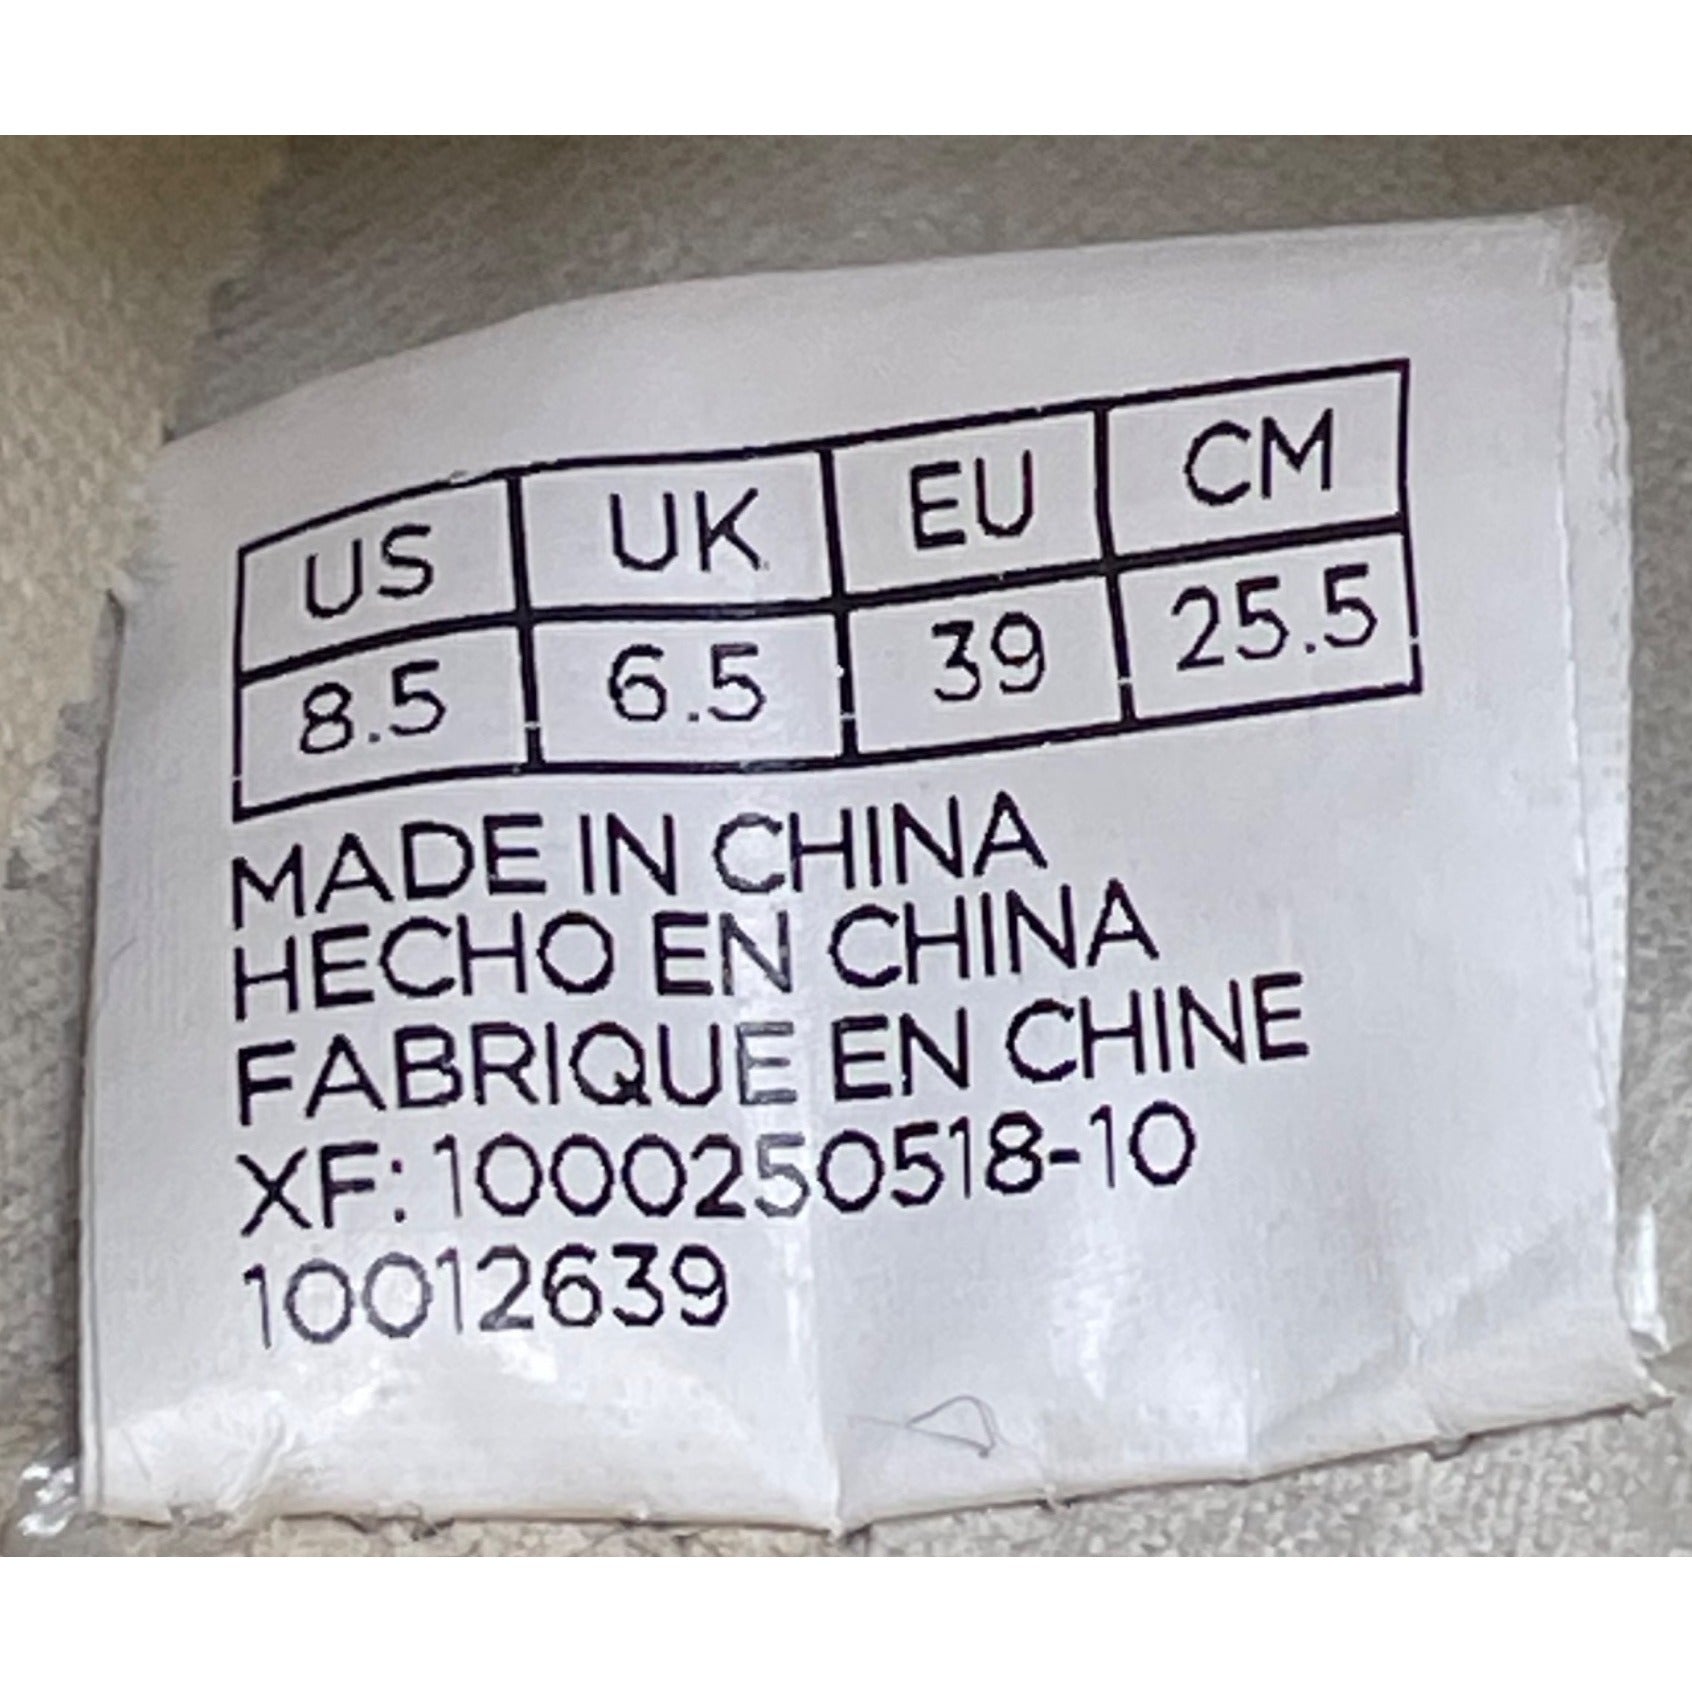 US UK EU CM
8.5 6.5 39 25.5
MADE IN CHINA
HECHO EN CHINA
FABRIQUE EN CHINE
XF: 1000250518-10
10012639